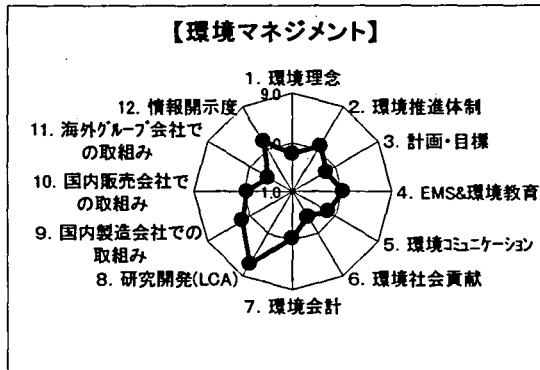 【環境マネジメント】
1. 環境理念
9.0
2. 環境推進体制
3. 計画・目標
4. EMS&環境教育
5. 環境コミュニケーション
6. 環境社会貢献
7. 環境会計
8. 研究開発(LCA)
9. 国内製造会社での
取組み
10. 国内販売会社で
の取組み
11. 海外グループ会社で
の取組み
12. 情報開示度
1.0